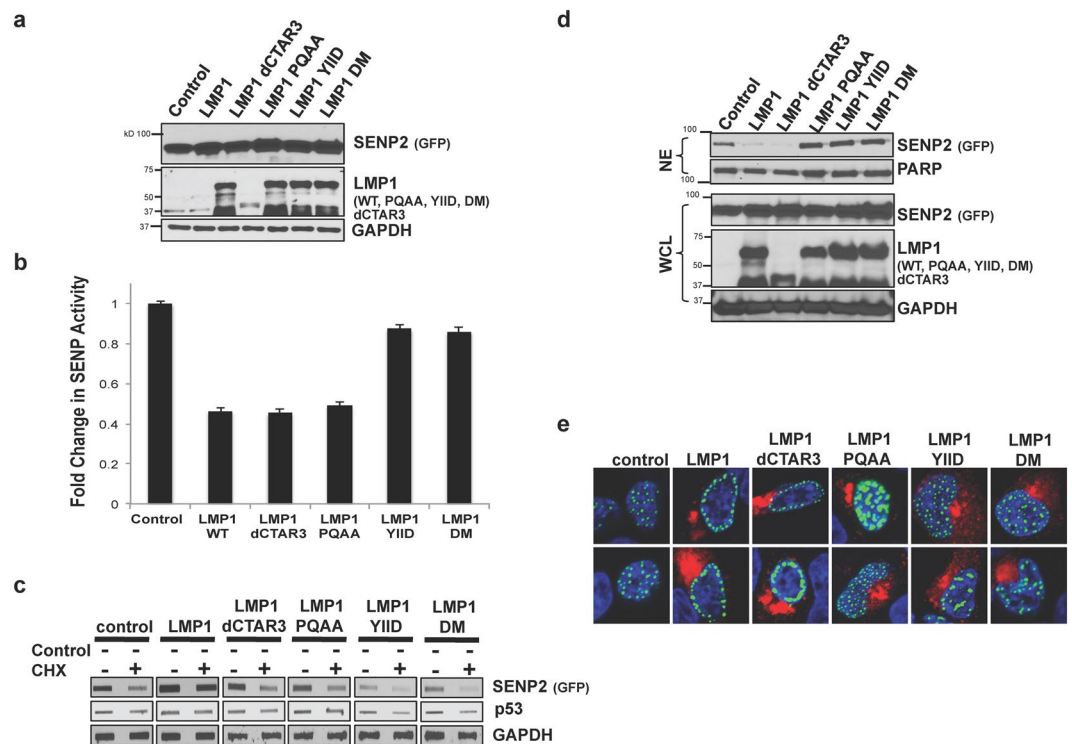 a
Control
LMP1
LMP1 dCTAR3
LMP1 PQAA
LMP1 YIID
LMP1 DM
kD 100
SENP2 (GFP)
75
50
37
LMP1
(WT, PQAA, YIID, DM)
dCTAR3
37
GAPDH
b
Fold Change in SENP Activity
1
0.8
0.6
0.4
0.2
0
Control
LMP1 WT
LMP1 dCTAR3
LMP1 PQAA
LMP1 YIID
LMP1 DM
c
control
LMP1
LMP1 dCTAR3
LMP1 PQAA
LMP1 YIID
LMP1 DM
Control - - - - - - - - - - - -
CHX - + - + - + - + - + - +
SENP2 (GFP)
p53
GAPDH
d
Control
LMP1
LMP1 dCTAR3
LMP1 PQAA
LMP1 YIID
LMP1 DM
NE
100
SENP2 (GFP)
PARP
100
WCL
100
SENP2 (GFP)
75
50
37
LMP1
(WT, PQAA, YIID, DM)
dCTAR3
37
GAPDH
e
control
LMP1
LMP1 dCTAR3
LMP1 PQAA
LMP1 YIID
LMP1 DM